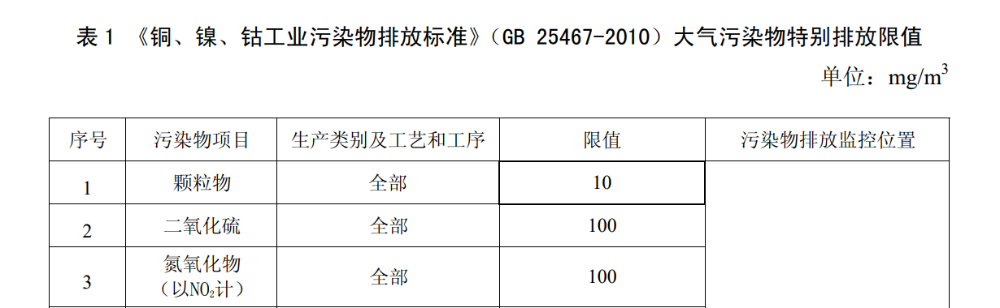 表 1 《铜、镍、钴工业污染物排放标准》（GB 25467-2010）大气污染物特别排放限值
单位：mg/m³
序号 污染物项目 生产类别及工艺和工序 限值 污染物排放监控位置
1 颗粒物 全部 10
2 二氧化硫 全部 100
3 氮氧化物
（以NO₂计） 全部 100